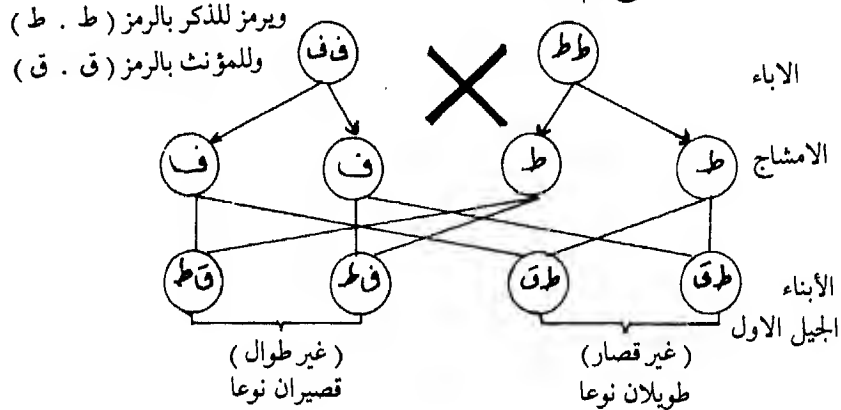 ويرمز للذكر بالرمز ( ط . ط )
وللمؤنث بالرمز ( ق . ق )
ف ف
ط ط
الاباء
ف
ف
ط
ط
الامشاج
ق ط
ف ط
ط ق
ط ق
الأبناء
الجيل الاول
( غير طوال )
( غير قصار )
قصيران نوعا
طويلان نوعا